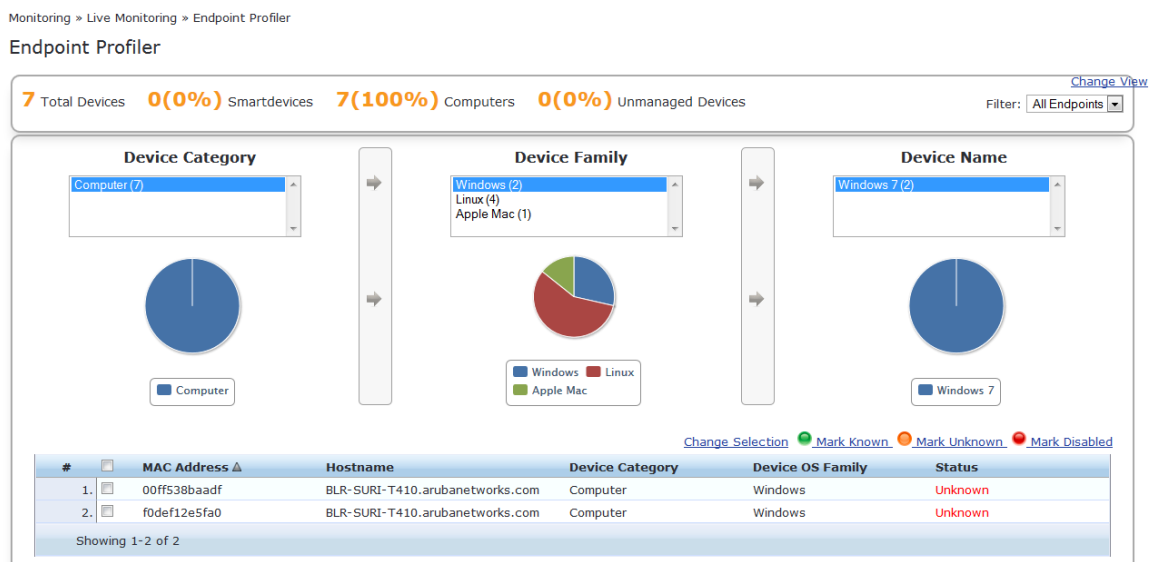 Monitoring » Live Monitoring » Endpoint Profiler
Endpoint Profiler
Change View
7 Total Devices 0(0%) Smartdevices 7(100%) Computers 0(0%) Unmanaged Devices
Filter: All Endpoints
Device Category Device Family Device Name
Computer (7) Windows (2) Windows 7 (2)
Linux (4)
Apple Mac (1)
Windows Linux
Computer Apple Mac Windows 7
Change Selection Mark Known Mark Unknown Mark Disabled
# MAC Address Hostname Device Category Device OS Family Status
1. 00ff538baadf BLR-SURI-T410.arubanetworks.com Computer Windows Unknown
2. f0def12e5fa0 BLR-SURI-T410.arubanetworks.com Computer Windows Unknown
Showing 1-2 of 2